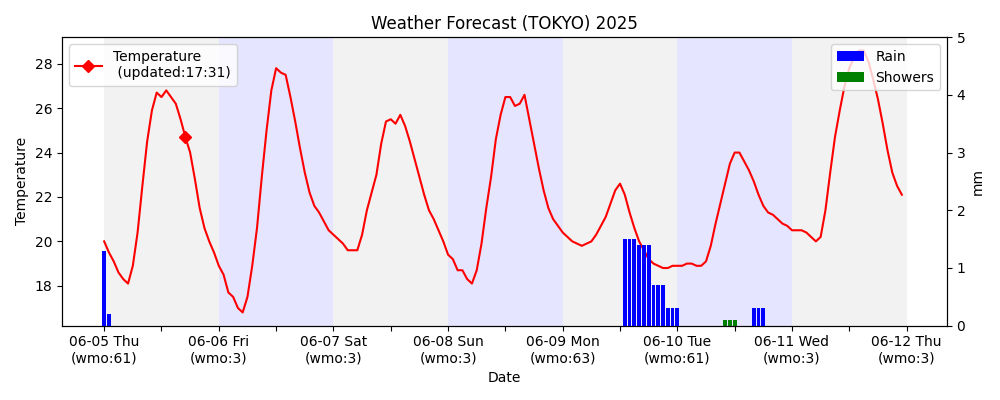 Weather Forecast (TOKYO) 2025
Temperature
(updated:17:31)
Rain
Showers
28
26
24
22
20
18
Temperature
5
4
3
2
1
0
mm
06-05 Thu
(wmo:61)
06-06 Fri
(wmo:3)
06-07 Sat
(wmo:3)
06-08 Sun
(wmo:3)
06-09 Mon
(wmo:63)
06-10 Tue
(wmo:61)
06-11 Wed
(wmo:3)
06-12 Thu
(wmo:3)
Date